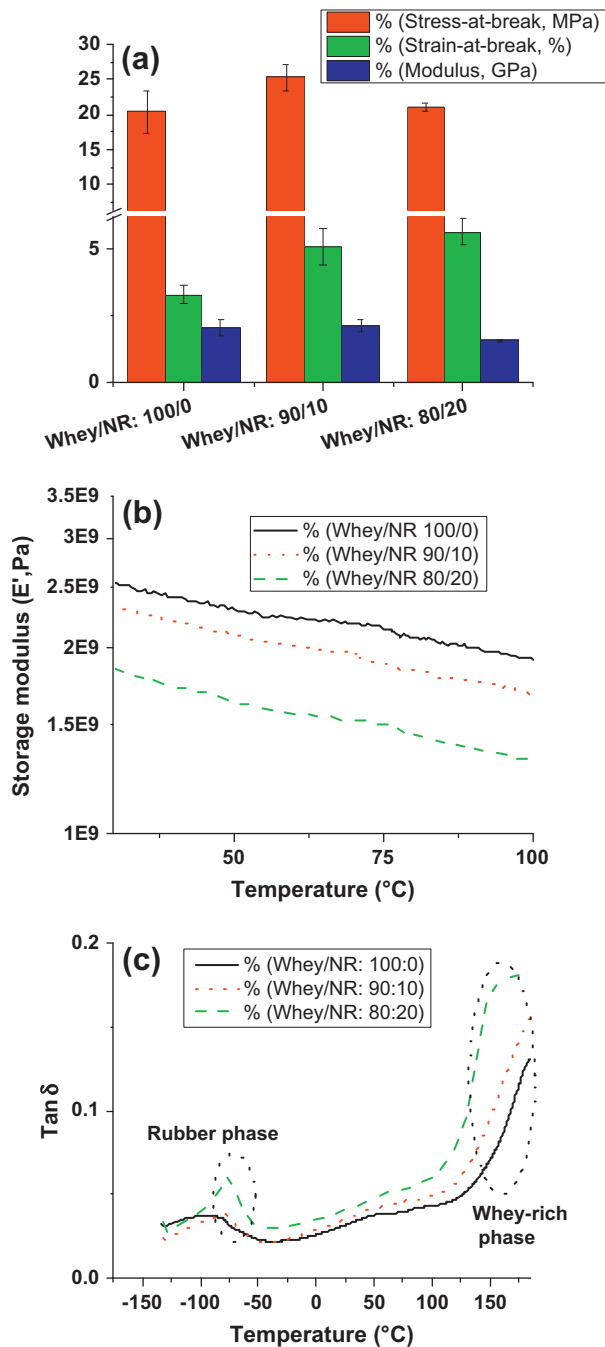 (a)
% (Stress-at-break, MPa)
% (Strain-at-break, %)
% (Modulus, GPa)
30
25
20
15
10
5
0
Whey/NR: 100/0
Whey/NR: 90/10
Whey/NR: 80/20
(b)
% (Whey/NR 100/0)
% (Whey/NR 90/10)
% (Whey/NR 80/20)
Storage modulus (E',Pa)
3.5E9
3E9
2.5E9
2E9
1.5E9
1E9
50
75
100
Temperature (°C)
(c)
% (Whey/NR: 100:0)
% (Whey/NR: 90:10)
% (Whey/NR: 80:20)
Tan δ
0.2
0.1
0.0
Rubber phase
Whey-rich
phase
-150
-100
-50
0
50
100
150
Temperature (°C)